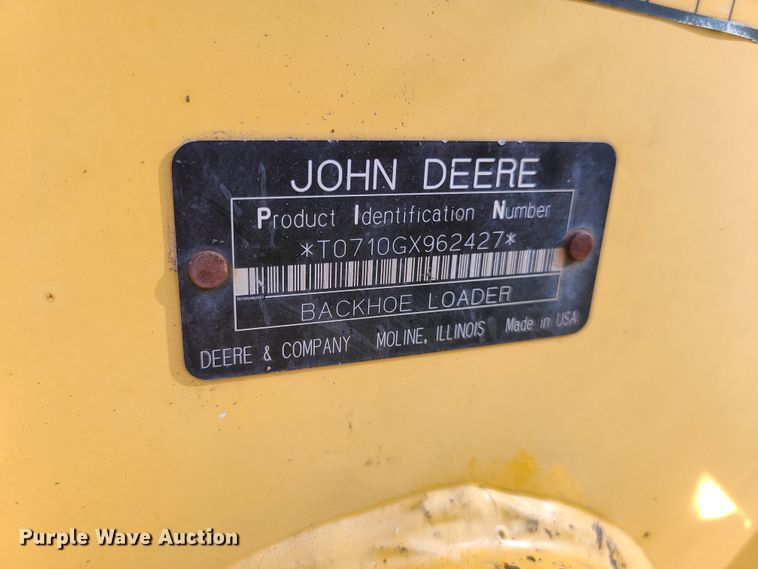 JOHN DEERE
Product Identification Number
*T0710GX962427*
BACKHOE LOADER
DEERE & COMPANY MOLINE, ILLINOIS Made in USA
Purple Wave Auction